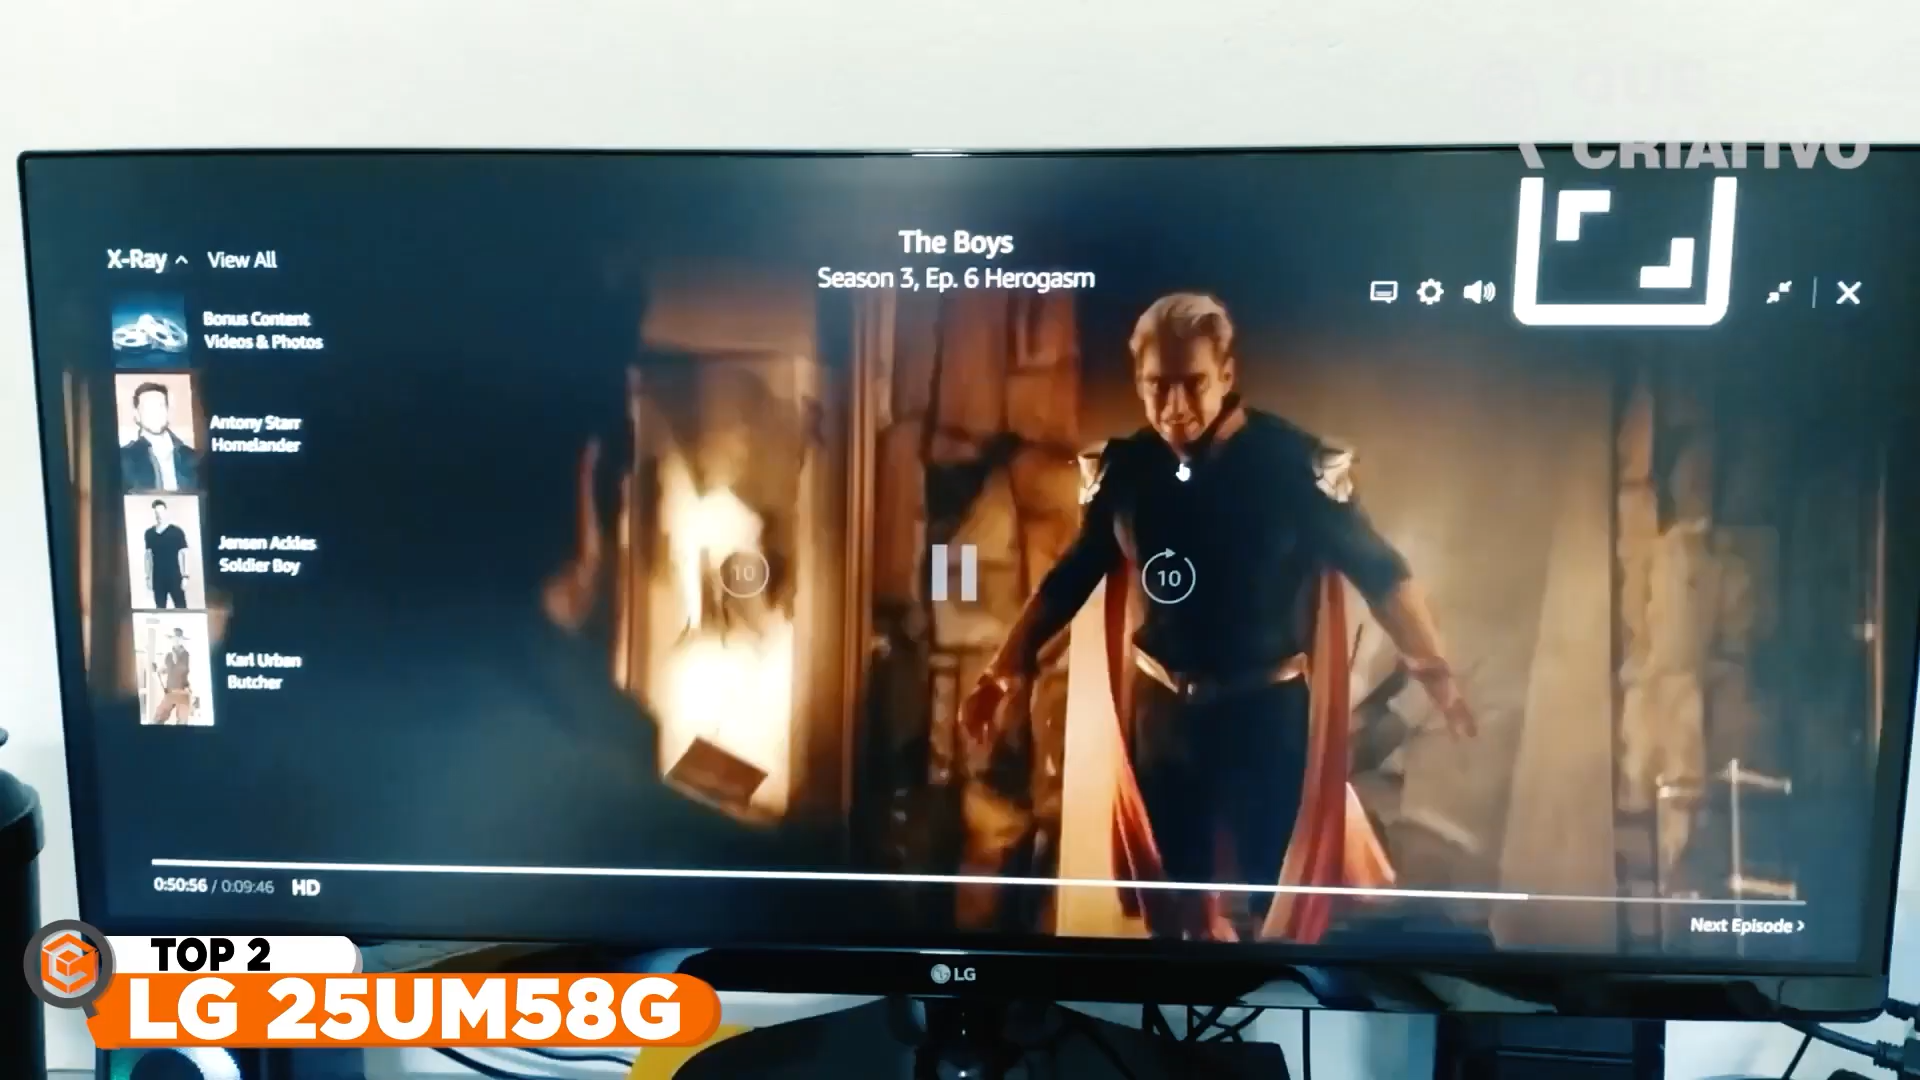 CRIATIVO
The Boys
Season 3, Ep. 6 Herogasm
X-Ray View All
Bonus Content
Videos & Photos
Antony Starr
Homelander
Jensen Ackles
Soldier Boy
Karl Urban
Butcher
10
10
0:50:56 / 0:09:46 HD
Next Episode >
TOP 2
LG 25UM58G
LG